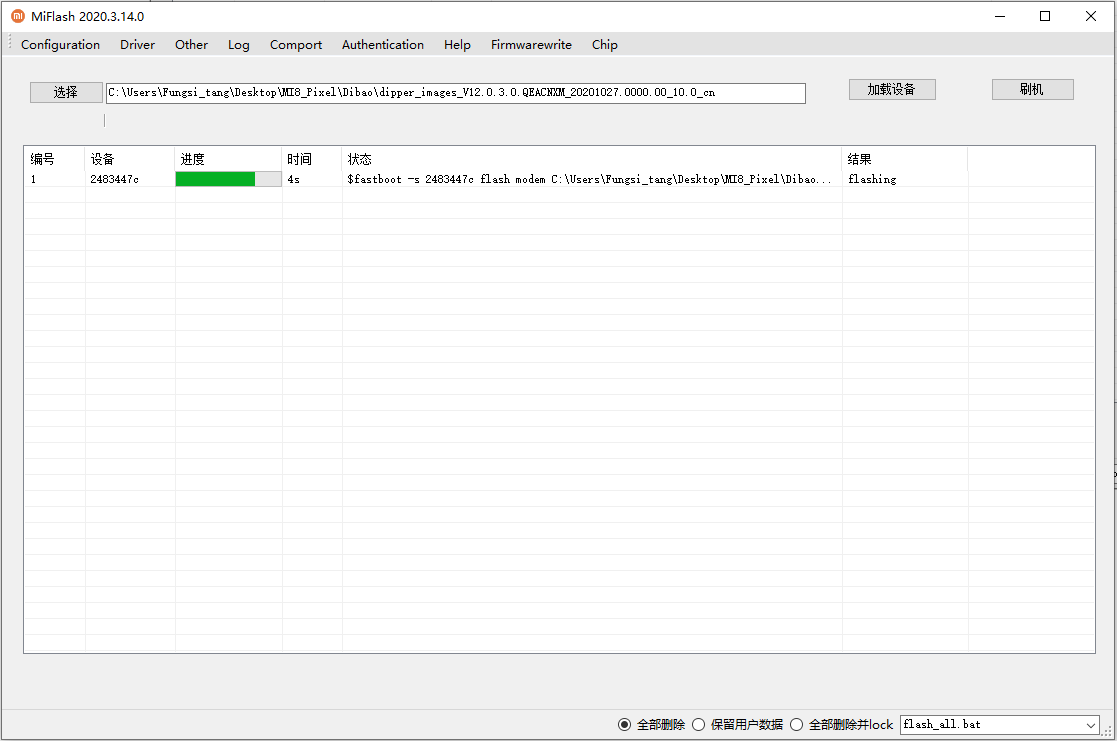 MiFlash 2020.3.14.0
Configuration Driver Other Log Comport Authentication Help Firmwarewrite Chip
选择 C:\Users\Fungsi_tang\Desktop\MI8_Pixel\Dibao\dipper_images_V12.0.3.0.QEACNXM_20201027.0000.00_10.0_cn 加载设备 刷机
编号 设备 进度 时间 状态 结果
1 2483447c 4s $fastboot -s 2483447c flash modem C:\Users\Fungsi_tang\Desktop\MI8_Pixel\Dibao... flashing
全部删除 保留用户数据 全部删除并lock flash_all.bat